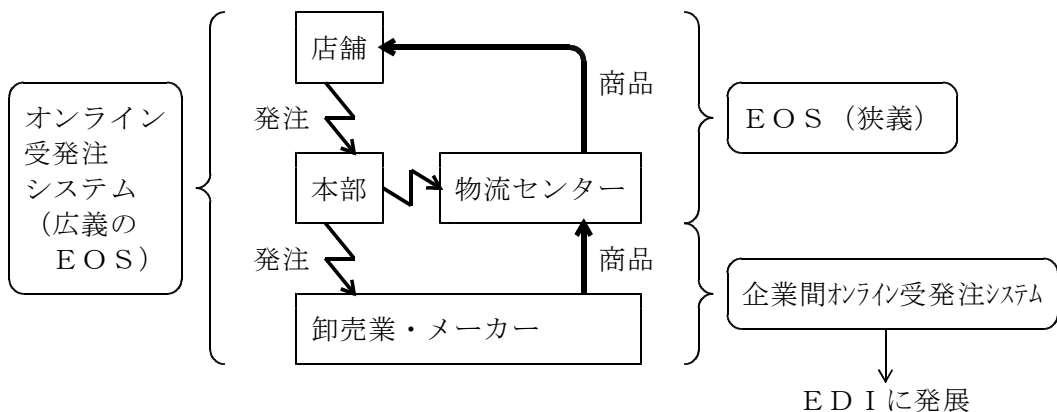 店舗
商品
発注
オンライン
受発注
システム
（広義の
ＥＯＳ）
ＥＯＳ（狭義）
本部
物流センター
発注
商品
企業間オンライン受発注システム
卸売業・メーカー
ＥＤＩに発展